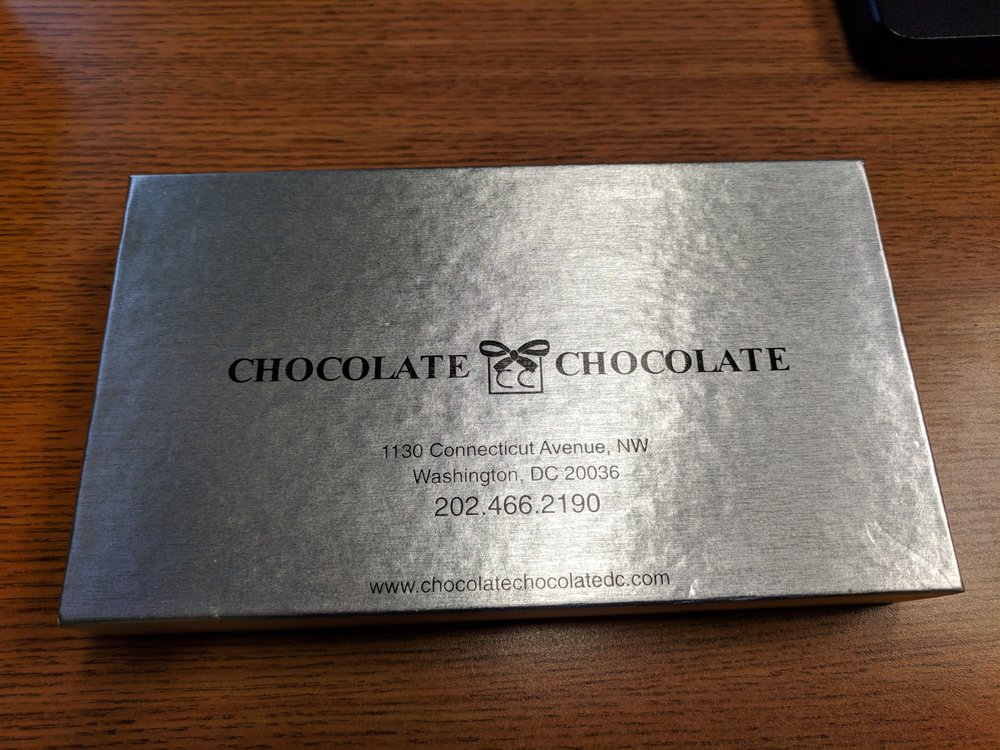 CHOCOLATE CC CHOCOLATE
1130 Connecticut Avenue, NW
Washington, DC 20036
202.466.2190
www.chocolatechocolatedc.com